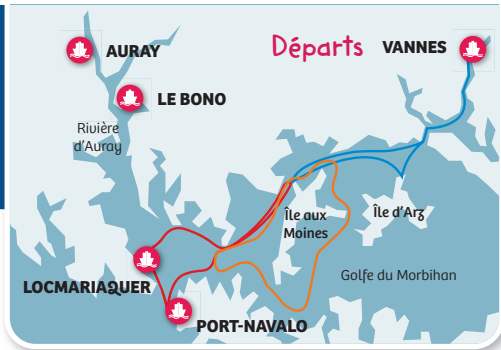 Départs
AURAY
VANNES
LE BONO
Rivière
d'Auray
Île aux
Moines
Île d'Arz
Golfe du Morbihan
LOCMARIAQUER
PORT-NAVALO